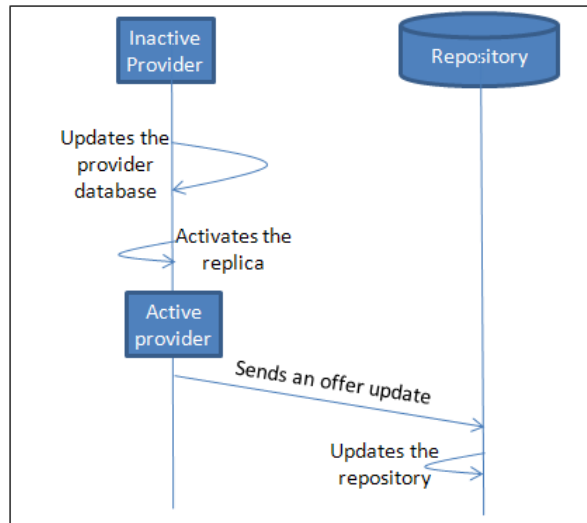 Inactive
Provider
Repository
Updates the
provider
database
Activates the
replica
Active
provider
Sends an offer update
Updates the
repository